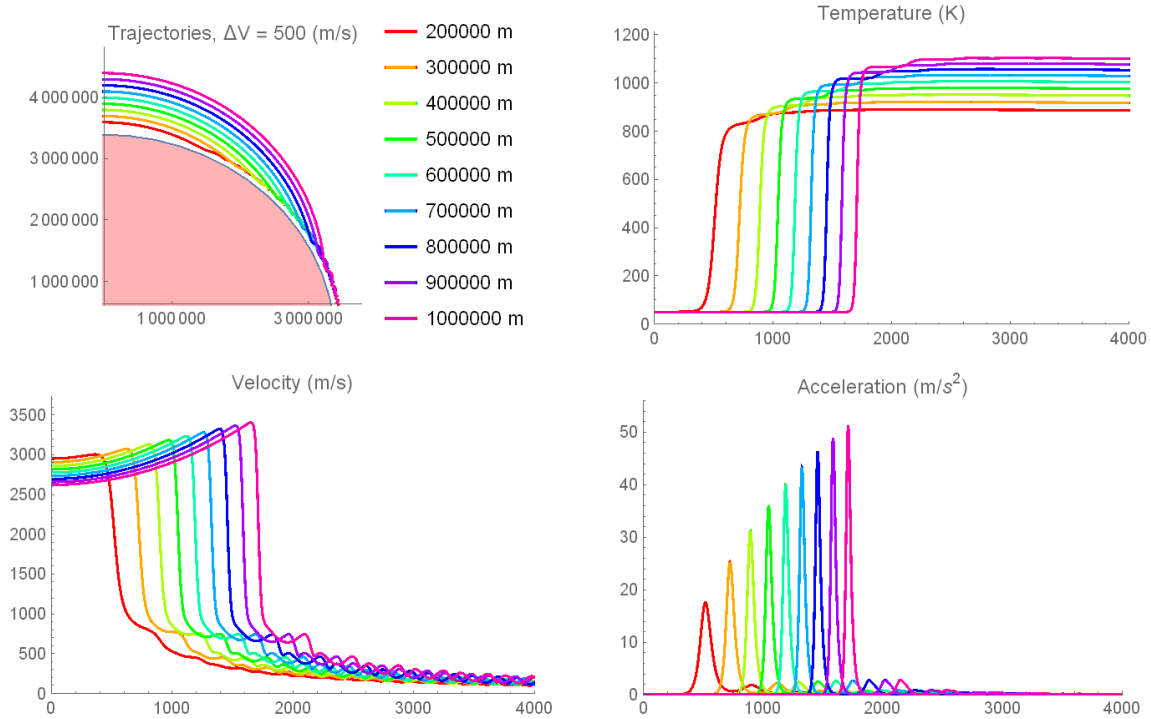 Trajectories, ΔV = 500 (m/s)
4 000 000
3 000 000
2 000 000
1 000 000
1 000 000 3 000 000
200000 m
300000 m
400000 m
500000 m
600000 m
700000 m
800000 m
900000 m
1000000 m
Temperature (K)
1200
1000
800
600
400
200
0
0 1000 2000 3000 4000
Velocity (m/s)
3500
3000
2500
2000
1500
1000
500
0
0 1000 2000 3000 4000
Acceleration (m/s²)
50
40
30
20
10
0
0 1000 2000 3000 4000